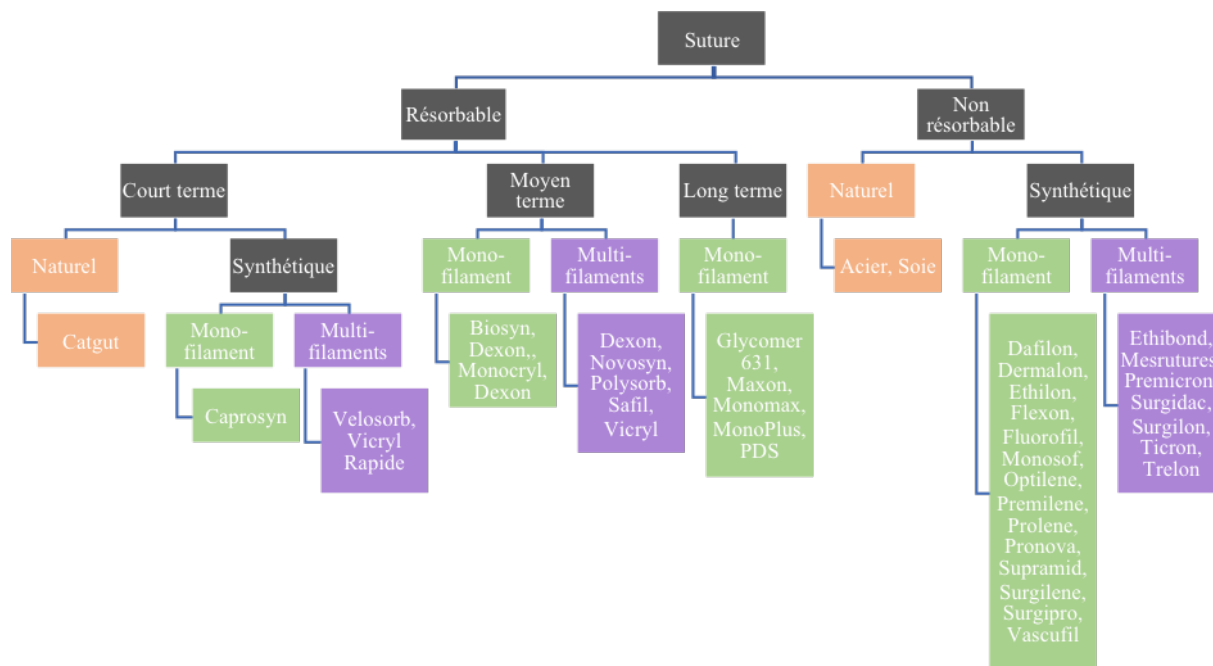 Suture
Résorbable
Non
résorbable
Court terme
Moyen
terme
Long terme
Naturel
Synthétique
Naturel
Synthétique
Mono-
filament
Multi-
filaments
Mono-
filament
Acier, Soie
Mono-
filament
Multi-
filaments
Catgut
Mono-
filament
Multi-
filaments
Biosyn,
Dexon,,
Monocryl,
Dexon
Dexon,
Novosyn,
Polysorb,
Safil,
Vicryl
Glycomer
631,
Maxon,
Monomax,
MonoPlus,
PDS
Dafilon,
Dermalon,
Ethilon,
Flexon,
Fluorofil,
Monosof,
Optilene,
Premilene,
Prolene,
Pronova,
Supramid,
Surgilene,
Surgipro,
Vascufil
Ethibond,
Mesrutures,
Premicron,
Surgidac,
Surgilon,
Ticron,
Trelon
Caprosyn
Velosorb,
Vicryl
Rapide